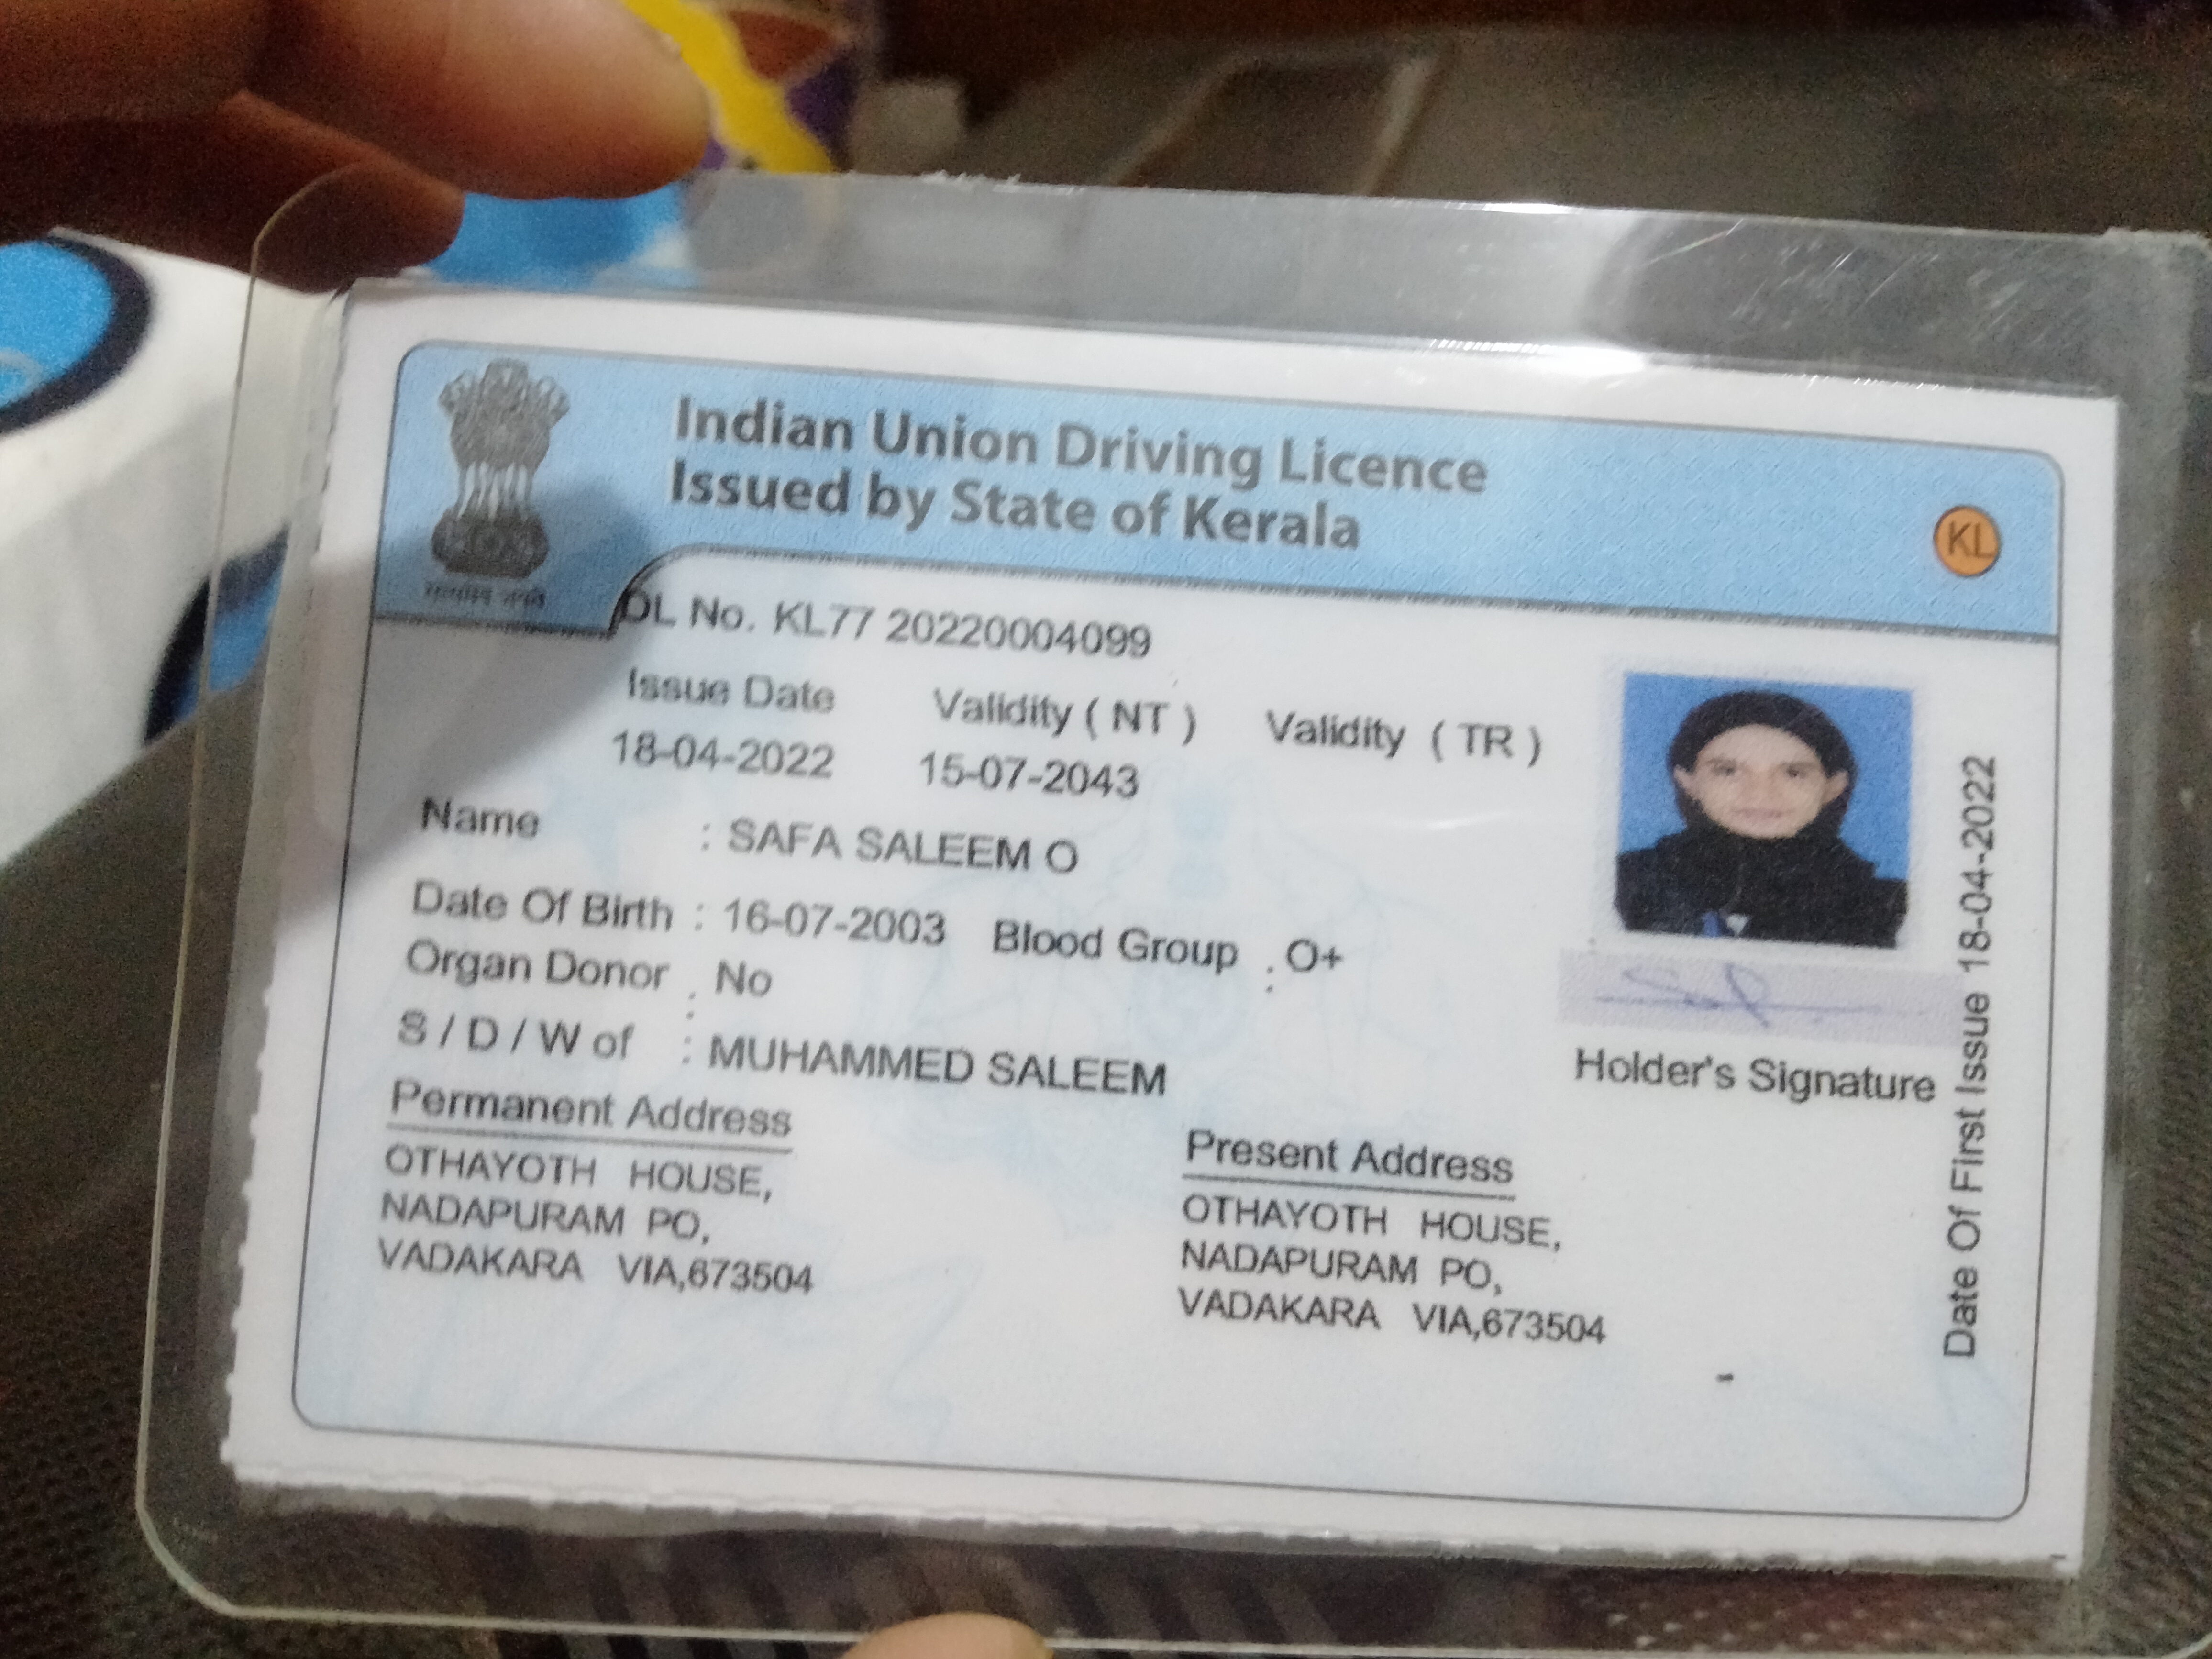 Indian Union Driving Licence
Issued by State of Kerala
KL
DL No. KL77 20220004099
Issue Date Validity ( NT ) Validity ( TR )
18-04-2022 15-07-2043
Name : SAFA SALEEM O
Date Of Birth : 16-07-2003 Blood Group : O+
Organ Donor : No
S / D / W of : MUHAMMED SALEEM
Holder's Signature
Date Of First Issue 18-04-2022
Permanent Address
OTHAYOTH HOUSE,
NADAPURAM PO,
VADAKARA VIA,673504
Present Address
OTHAYOTH HOUSE,
NADAPURAM PO,
VADAKARA VIA,673504